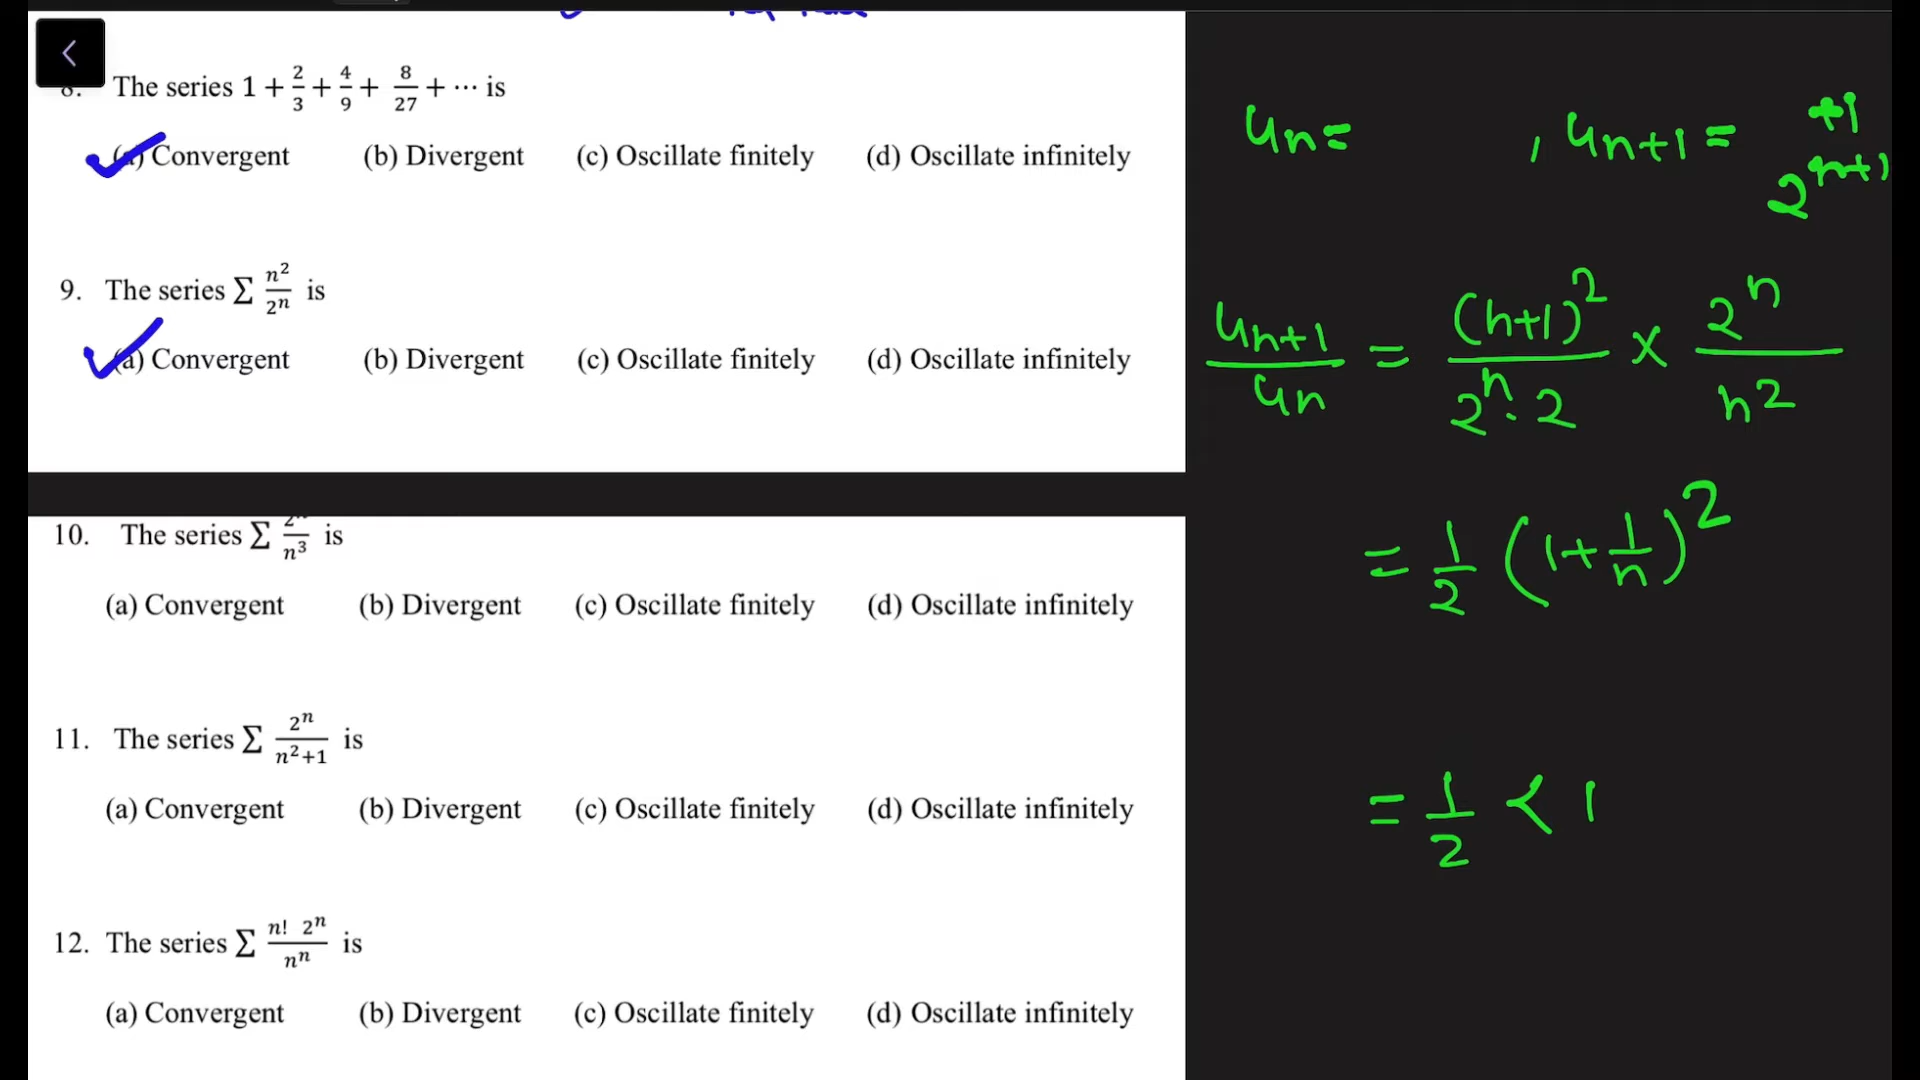 The series 1 + 2/3 + 4/9 + 8/27 + ⋯ is
Convergent (b) Divergent (c) Oscillate finitely (d) Oscillate infinitely
9. The series ∑ n²/2ⁿ is
(a) Convergent (b) Divergent (c) Oscillate finitely (d) Oscillate infinitely
10. The series ∑ /n³ is
(a) Convergent (b) Divergent (c) Oscillate finitely (d) Oscillate infinitely
11. The series ∑ 2ⁿ/(n²+1) is
(a) Convergent (b) Divergent (c) Oscillate finitely (d) Oscillate infinitely
12. The series ∑ n! 2ⁿ/nⁿ is
(a) Convergent (b) Divergent (c) Oscillate finitely (d) Oscillate infinitely
uₙ= , uₙ₊₁ = +1
2ⁿ⁺¹
uₙ₊₁/uₙ = (n+1)²/(2ⁿ·2) × 2ⁿ/n²
= 1/2 (1+1/n)²
= 1/2 < 1